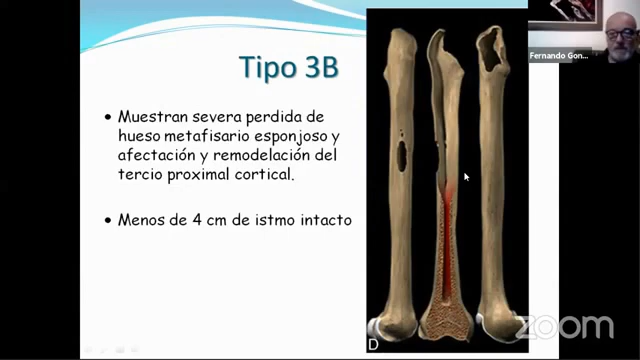 Tipo 3B
• Muestran severa perdida de
hueso metafisario esponjoso y
afectación y remodelación del
tercio proximal cortical.
• Menos de 4 cm de istmo intacto
D
Fernando Gon...
zoom